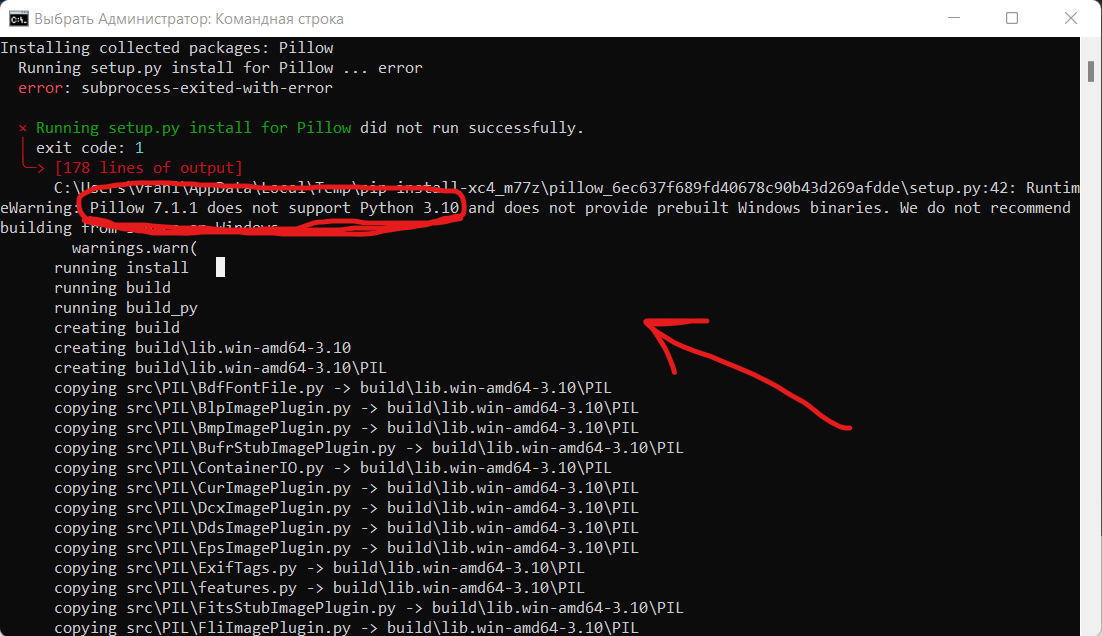 Выбрать Администратор: Командная строка
Installing collected packages: Pillow
Running setup.py install for Pillow ... error
error: subprocess-exited-with-error
× Running setup.py install for Pillow did not run successfully.
exit code: 1
[178 lines of output]
C:\Users\Vfani\AppData\Local\Temp\pip-install-xc4_m77z\pillow_6ec637f689fd40678c90b43d269afdde\setup.py:42: Runtim
eWarning: Pillow 7.1.1 does not support Python 3.10 and does not provide prebuilt Windows binaries. We do not recommend
building from source on Windows.
warnings.warn(
running install
running build
running build_py
creating build
creating build\lib.win-amd64-3.10
creating build\lib.win-amd64-3.10\PIL
copying src\PIL\BdfFontFile.py -> build\lib.win-amd64-3.10\PIL
copying src\PIL\BlpImagePlugin.py -> build\lib.win-amd64-3.10\PIL
copying src\PIL\BmpImagePlugin.py -> build\lib.win-amd64-3.10\PIL
copying src\PIL\BufrStubImagePlugin.py -> build\lib.win-amd64-3.10\PIL
copying src\PIL\ContainerIO.py -> build\lib.win-amd64-3.10\PIL
copying src\PIL\CurImagePlugin.py -> build\lib.win-amd64-3.10\PIL
copying src\PIL\DcxImagePlugin.py -> build\lib.win-amd64-3.10\PIL
copying src\PIL\DdsImagePlugin.py -> build\lib.win-amd64-3.10\PIL
copying src\PIL\EpsImagePlugin.py -> build\lib.win-amd64-3.10\PIL
copying src\PIL\ExifTags.py -> build\lib.win-amd64-3.10\PIL
copying src\PIL\features.py -> build\lib.win-amd64-3.10\PIL
copying src\PIL\FitsStubImagePlugin.py -> build\lib.win-amd64-3.10\PIL
copying src\PIL\FliImagePlugin.py -> build\lib.win-amd64-3.10\PIL